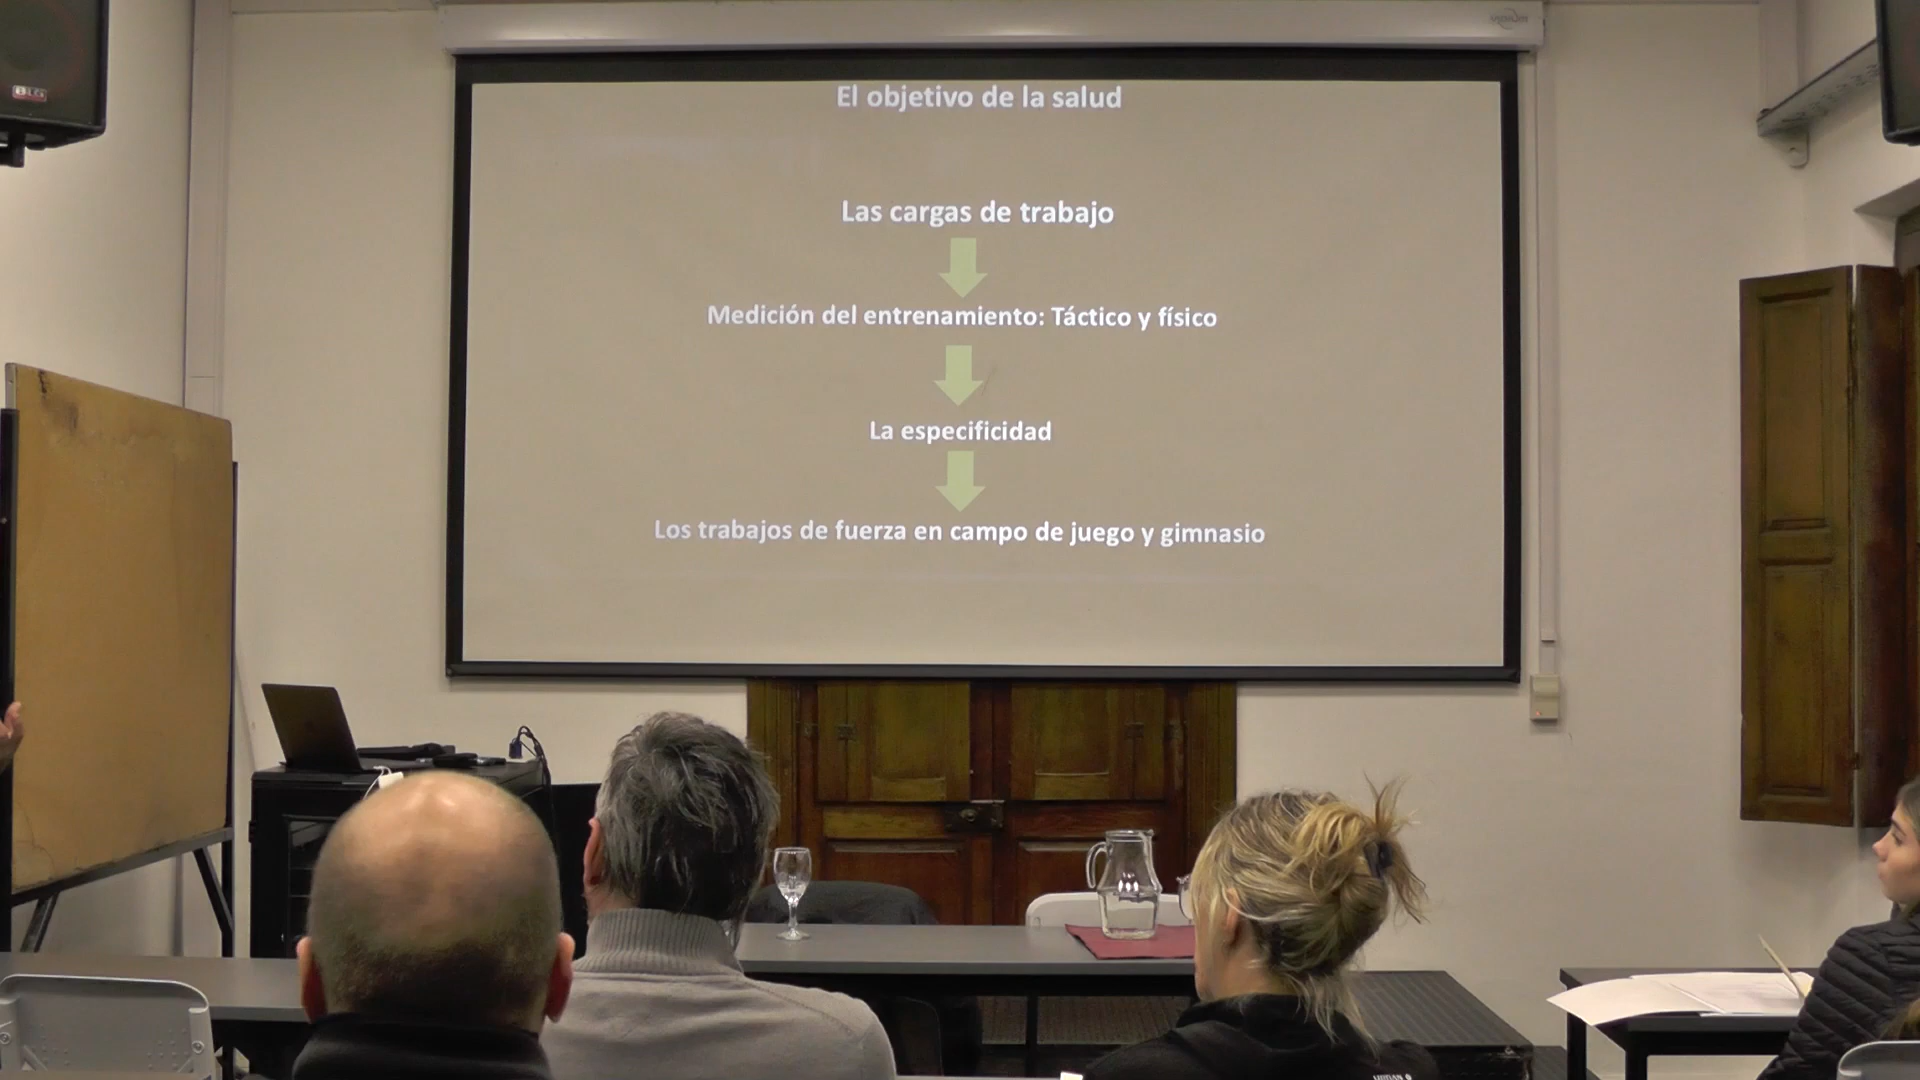 El objetivo de la salud
Las cargas de trabajo
Medición del entrenamiento: Táctico y físico
La especificidad
Los trabajos de fuerza en campo de juego y gimnasio